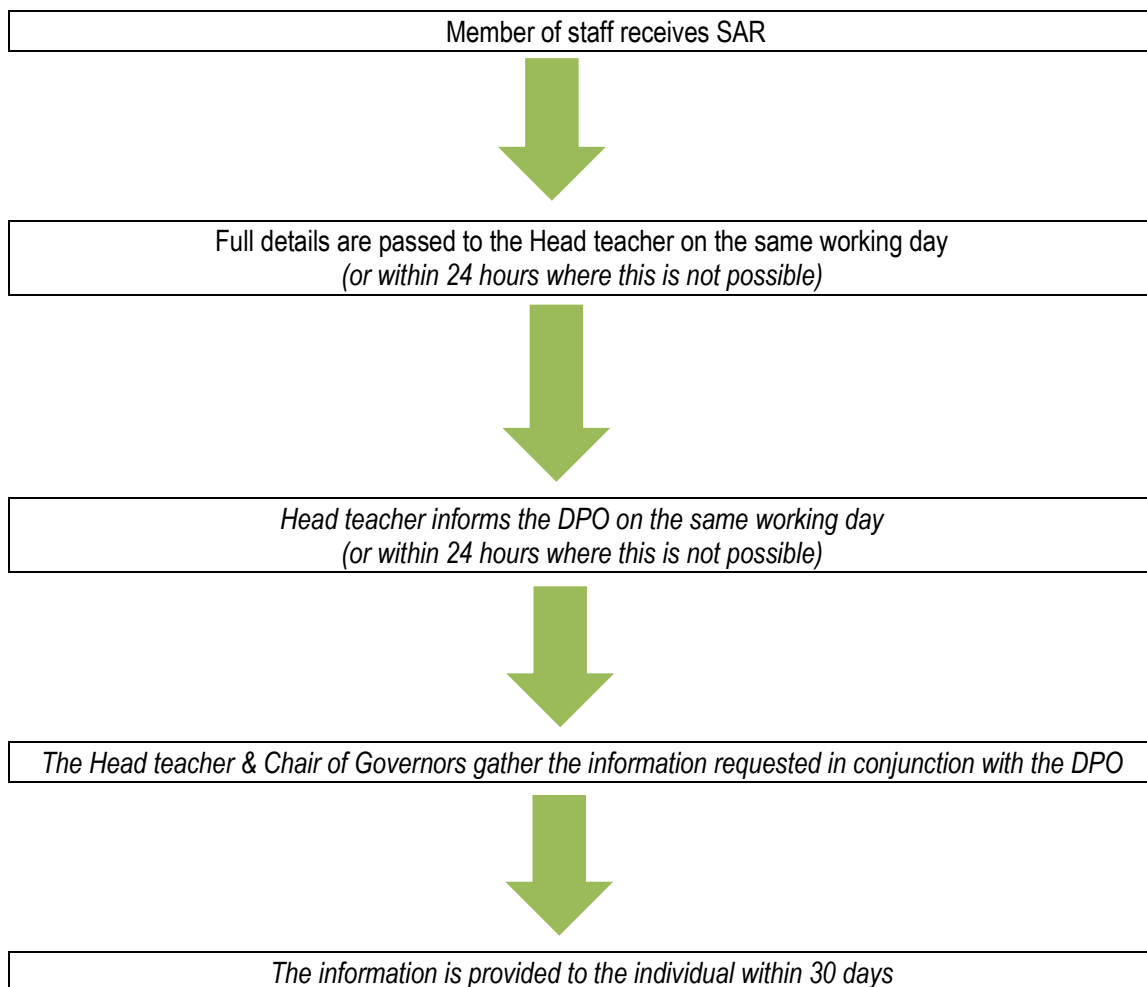 Member of staff receives SAR
Full details are passed to the Head teacher on the same working day
(or within 24 hours where this is not possible)
Head teacher informs the DPO on the same working day
(or within 24 hours where this is not possible)
The Head teacher & Chair of Governors gather the information requested in conjunction with the DPO
The information is provided to the individual within 30 days